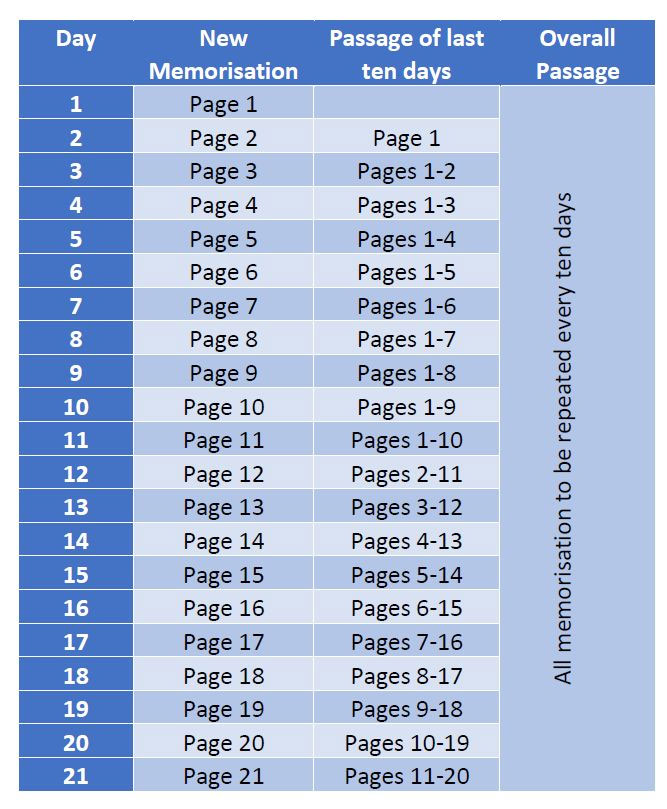 Day New Memorisation Passage of last ten days Overall Passage
1 Page 1
2 Page 2 Page 1
3 Page 3 Pages 1-2
4 Page 4 Pages 1-3
5 Page 5 Pages 1-4
6 Page 6 Pages 1-5
7 Page 7 Pages 1-6
8 Page 8 Pages 1-7
9 Page 9 Pages 1-8
10 Page 10 Pages 1-9
11 Page 11 Pages 1-10
12 Page 12 Pages 2-11
13 Page 13 Pages 3-12
14 Page 14 Pages 4-13
15 Page 15 Pages 5-14
16 Page 16 Pages 6-15
17 Page 17 Pages 7-16
18 Page 18 Pages 8-17
19 Page 19 Pages 9-18
20 Page 20 Pages 10-19
21 Page 21 Pages 11-20
All memorisation to be repeated every ten days